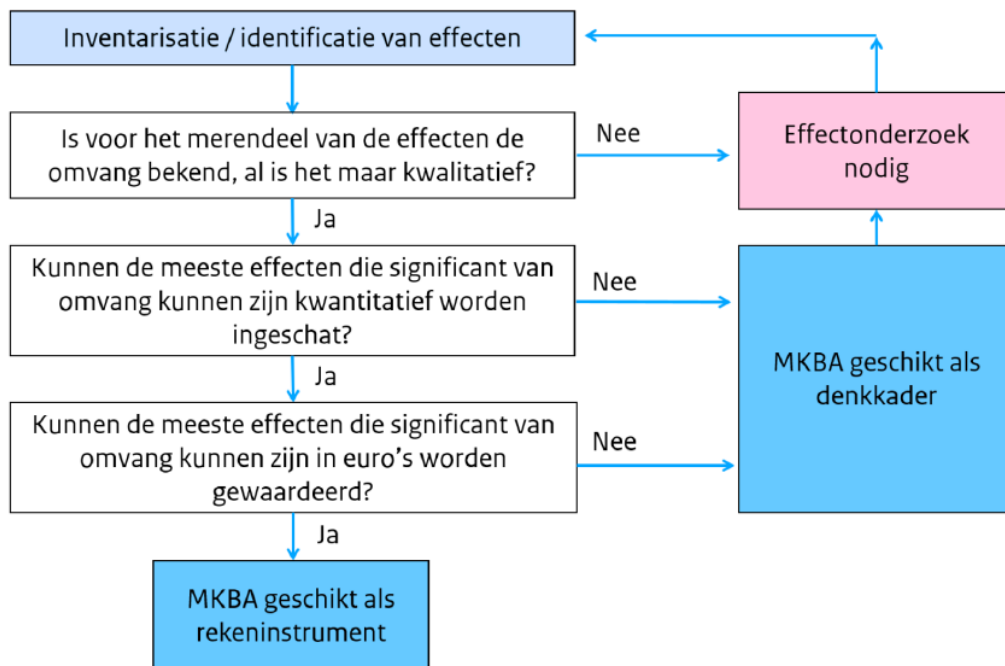 Inventarisatie / identificatie van effecten
Is voor het merendeel van de effecten de
omvang bekend, al is het maar kwalitatief?
Nee
Effectonderzoek
nodig
Ja
Kunnen de meeste effecten die significant van
omvang kunnen zijn kwantitatief worden
ingeschat?
Nee
MKBA geschikt als
denkkader
Ja
Kunnen de meeste effecten die significant van
omvang kunnen zijn in euro's worden
gewaardeerd?
Nee
Ja
MKBA geschikt als
rekeninstrument